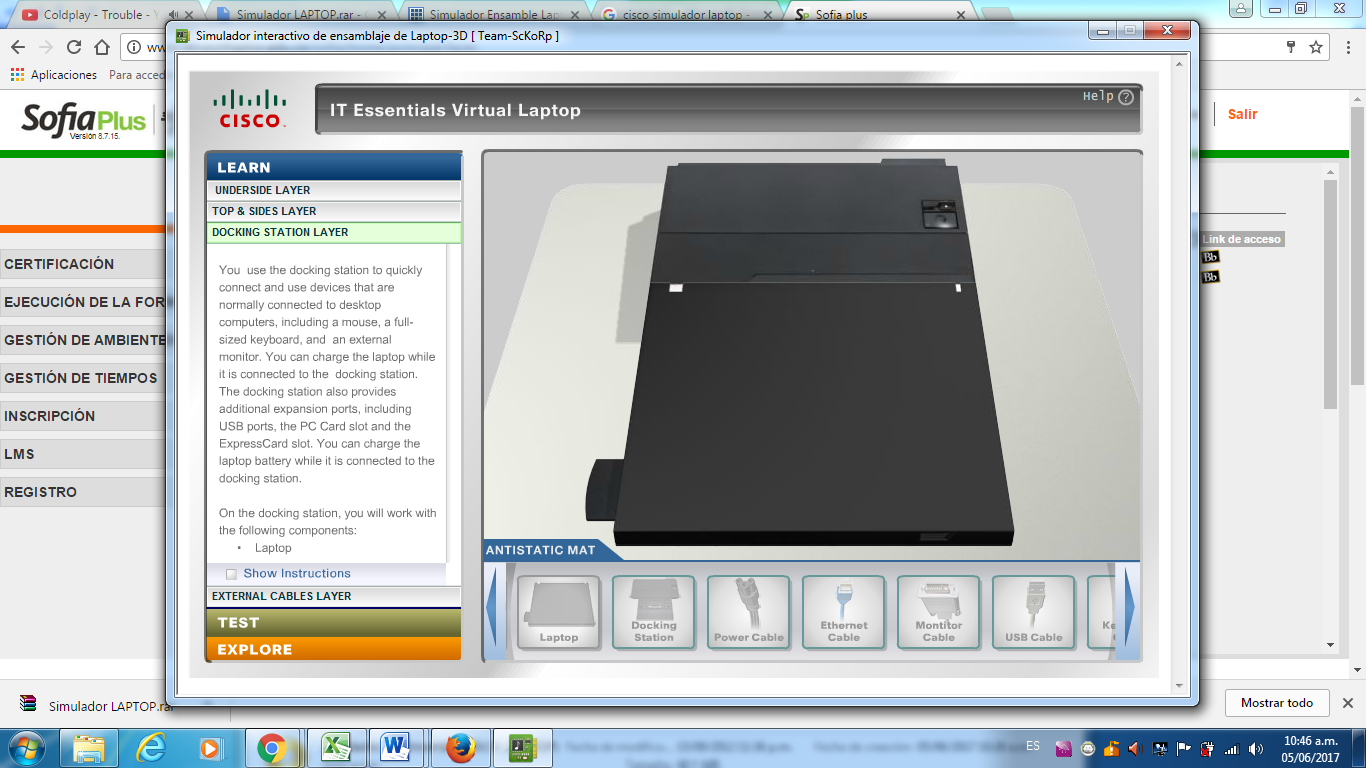 Coldplay - Trouble - Y
Simulador LAPTOP.rar - G
Simulador Ensamble Lap
cisco simulador laptop -
Sp Sofia plus
Simulador interactivo de ensamblaje de Laptop-3D [ Team-ScKoRp ]
ww
Aplicaciones
Para acced
SofiaPlus
Versión 8.7.15.
Salir
CISCO
IT Essentials Virtual Laptop
Help ?
LEARN
UNDERSIDE LAYER
TOP & SIDES LAYER
DOCKING STATION LAYER
You use the docking station to quickly
connect and use devices that are
normally connected to desktop
computers, including a mouse, a full-
sized keyboard, and an external
monitor. You can charge the laptop while
it is connected to the docking station.
The docking station also provides
additional expansion ports, including
USB ports, the PC Card slot and the
ExpressCard slot. You can charge the
laptop battery while it is connected to the
docking station.
On the docking station, you will work with
the following components:
• Laptop
Show Instructions
EXTERNAL CABLES LAYER
TEST
EXPLORE
ANTISTATIC MAT
Laptop
Docking
Station
Power Cable
Ethernet
Cable
Montitor
Cable
USB Cable
Ke
CERTIFICACIÓN
EJECUCIÓN DE LA FOR
GESTIÓN DE AMBIENTE
GESTIÓN DE TIEMPOS
INSCRIPCIÓN
LMS
REGISTRO
Link de acceso
Bb
Bb
Simulador LAPTOP.rar
Mostrar todo
ES
10:46 a.m.
05/06/2017